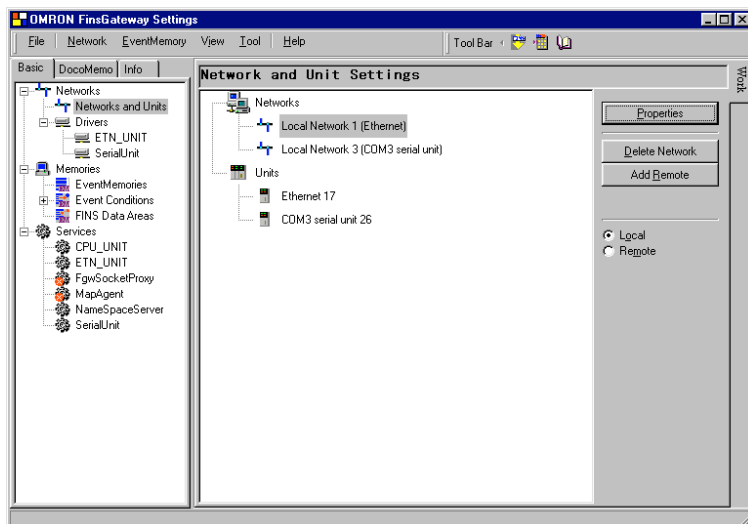 OMRON FinsGateway Settings
File Network EventMemory View Tool Help Tool Bar
Basic DocoMemo Info
Networks
Networks and Units
Drivers
ETN_UNIT
SerialUnit
Memories
EventMemories
Event Conditions
FINS Data Areas
Services
CPU_UNIT
ETN_UNIT
FgwSocketProxy
MapAgent
NameSpaceServer
SerialUnit
Network and Unit Settings
Networks
Local Network 1 (Ethernet)
Local Network 3 (COM3 serial unit)
Units
Ethernet 17
COM3 serial unit 26
Properties
Delete Network
Add Remote
Local
Remote
Work